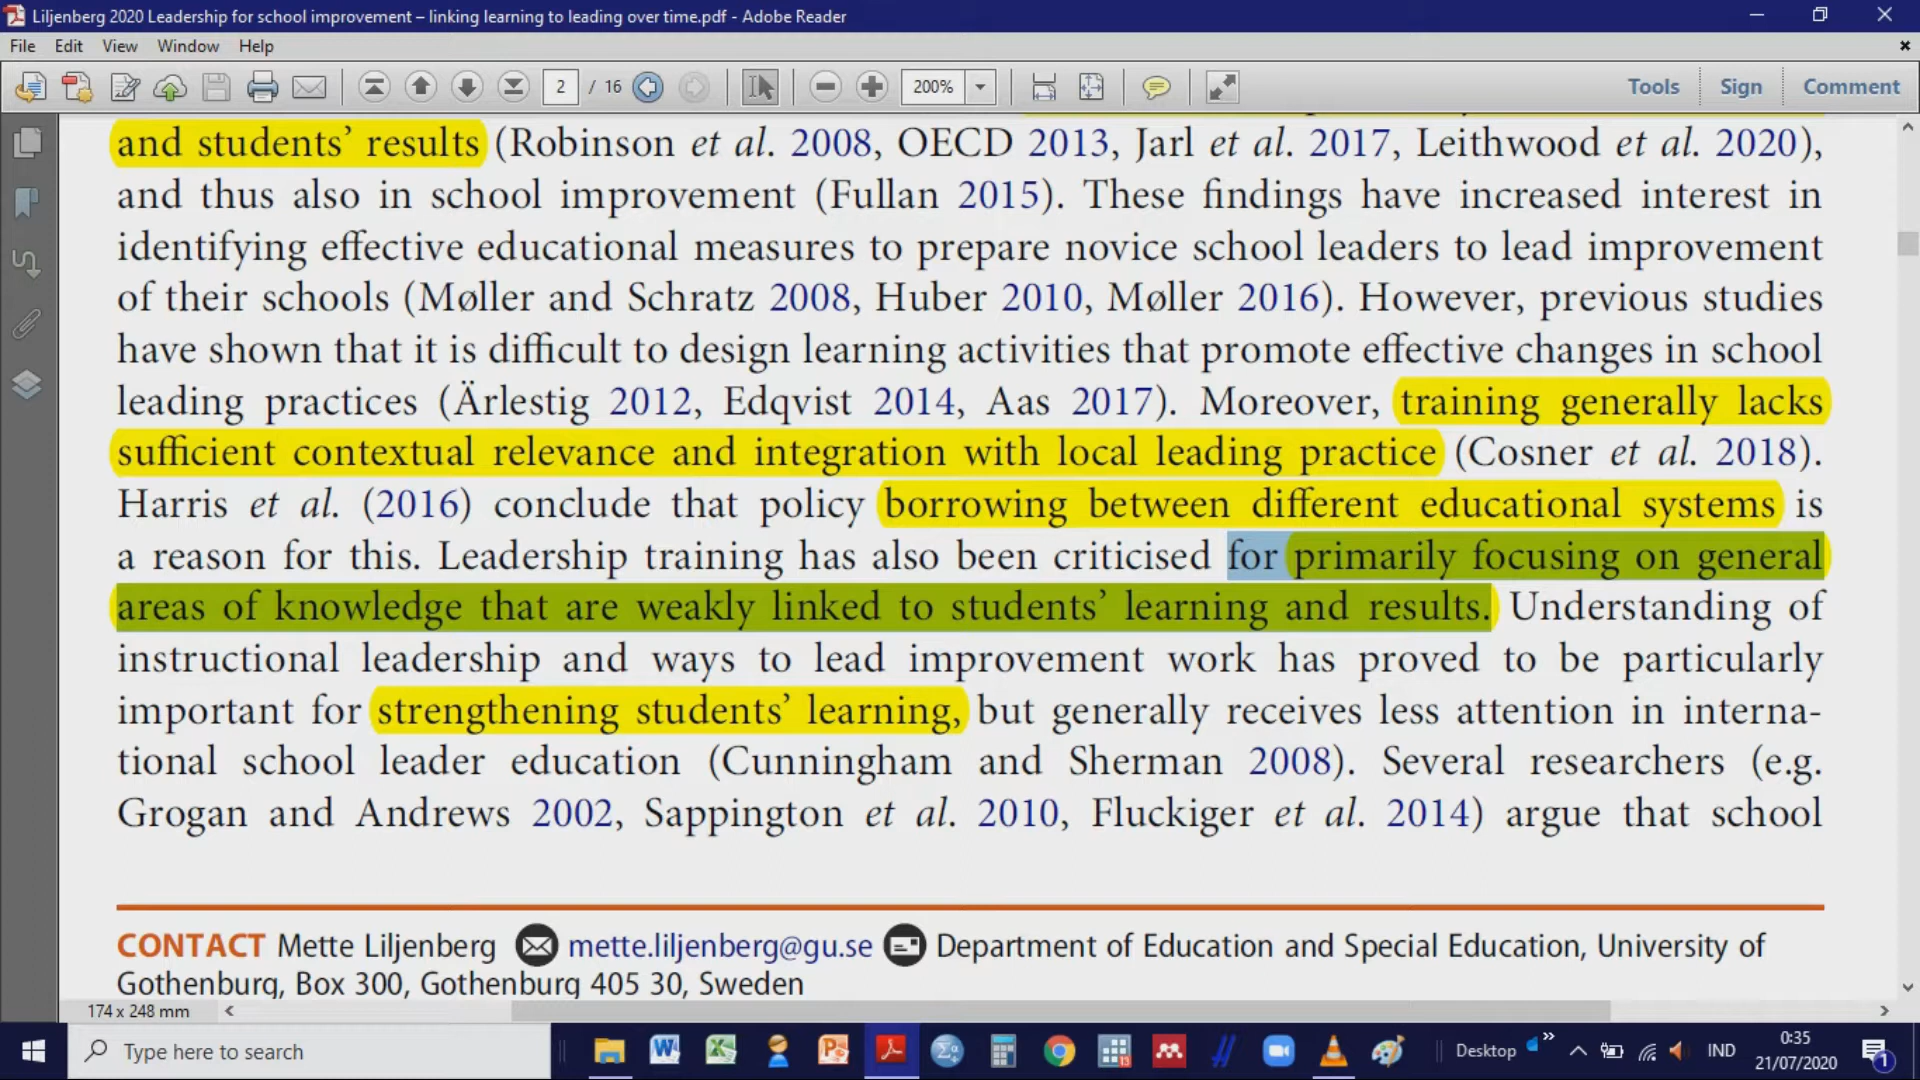 Liljenberg 2020 Leadership for school improvement – linking learning to leading over time.pdf - Adobe Reader
File Edit View Window Help
2 / 16 200% Tools Sign Comment
and students’ results (Robinson et al. 2008, OECD 2013, Jarl et al. 2017, Leithwood et al. 2020),
and thus also in school improvement (Fullan 2015). These findings have increased interest in
identifying effective educational measures to prepare novice school leaders to lead improvement
of their schools (Møller and Schratz 2008, Huber 2010, Møller 2016). However, previous studies
have shown that it is difficult to design learning activities that promote effective changes in school
leading practices (Ärlestig 2012, Edqvist 2014, Aas 2017). Moreover, training generally lacks
sufficient contextual relevance and integration with local leading practice (Cosner et al. 2018).
Harris et al. (2016) conclude that policy borrowing between different educational systems is
a reason for this. Leadership training has also been criticised for primarily focusing on general
areas of knowledge that are weakly linked to students’ learning and results. Understanding of
instructional leadership and ways to lead improvement work has proved to be particularly
important for strengthening students’ learning, but generally receives less attention in interna-
tional school leader education (Cunningham and Sherman 2008). Several researchers (e.g.
Grogan and Andrews 2002, Sappington et al. 2010, Fluckiger et al. 2014) argue that school
CONTACT Mette Liljenberg mette.liljenberg@gu.se Department of Education and Special Education, University of
Gothenburg, Box 300, Gothenburg 405 30, Sweden
174 x 248 mm
Type here to search
Desktop
IND
0:35
21/07/2020
1